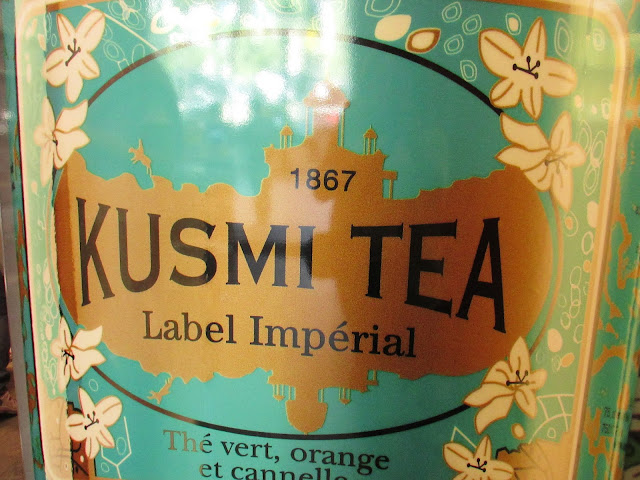 1867
KUSMI TEA
Label Impérial
Thé vert, orange
et cannelle